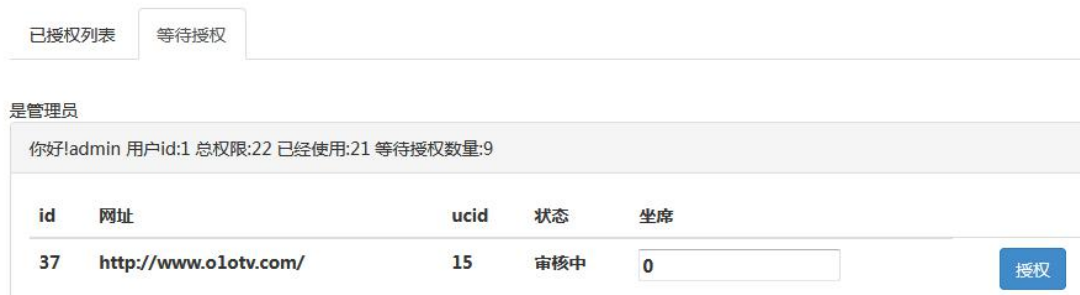 已授权列表 等待授权
是管理员
你好!admin 用户id:1 总权限:22 已经使用:21 等待授权数量:9
id 网址 ucid 状态 坐席
37 http://www.o1otv.com/ 15 审核中 0 授权